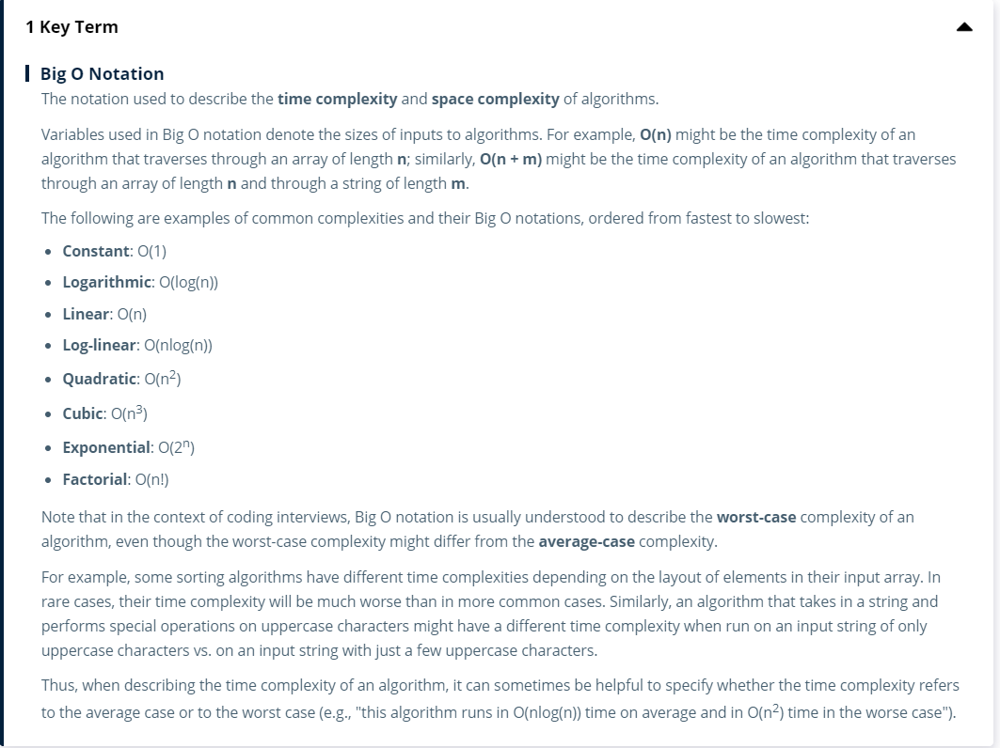 1 Key Term
Big O Notation
The notation used to describe the time complexity and space complexity of algorithms.
Variables used in Big O notation denote the sizes of inputs to algorithms. For example, O(n) might be the time complexity of an
algorithm that traverses through an array of length n; similarly, O(n + m) might be the time complexity of an algorithm that traverses
through an array of length n and through a string of length m.
The following are examples of common complexities and their Big O notations, ordered from fastest to slowest:
• Constant: O(1)
• Logarithmic: O(log(n))
• Linear: O(n)
• Log-linear: O(nlog(n))
• Quadratic: O(n²)
• Cubic: O(n³)
• Exponential: O(2ⁿ)
• Factorial: O(n!)
Note that in the context of coding interviews, Big O notation is usually understood to describe the worst-case complexity of an
algorithm, even though the worst-case complexity might differ from the average-case complexity.
For example, some sorting algorithms have different time complexities depending on the layout of elements in their input array. In
rare cases, their time complexity will be much worse than in more common cases. Similarly, an algorithm that takes in a string and
performs special operations on uppercase characters might have a different time complexity when run on an input string of only
uppercase characters vs. on an input string with just a few uppercase characters.
Thus, when describing the time complexity of an algorithm, it can sometimes be helpful to specify whether the time complexity refers
to the average case or to the worst case (e.g., "this algorithm runs in O(nlog(n)) time on average and in O(n²) time in the worse case").